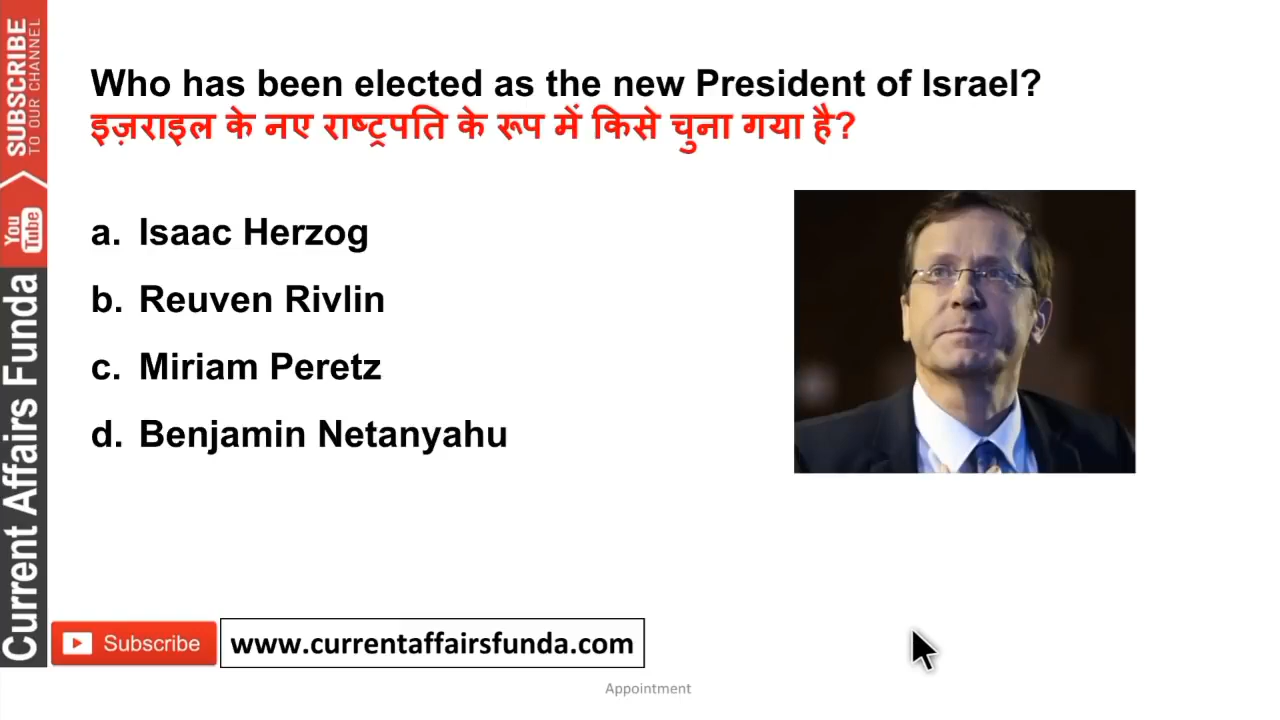 Who has been elected as the new President of Israel?
इज़राइल के नए राष्ट्रपति के रूप में किसे चुना गया है?
a. Isaac Herzog
b. Reuven Rivlin
c. Miriam Peretz
d. Benjamin Netanyahu
SUBSCRIBE
TO OUR CHANNEL
You Tube
Current Affairs Funda
Subscribe
www.currentaffairsfunda.com
Appointment